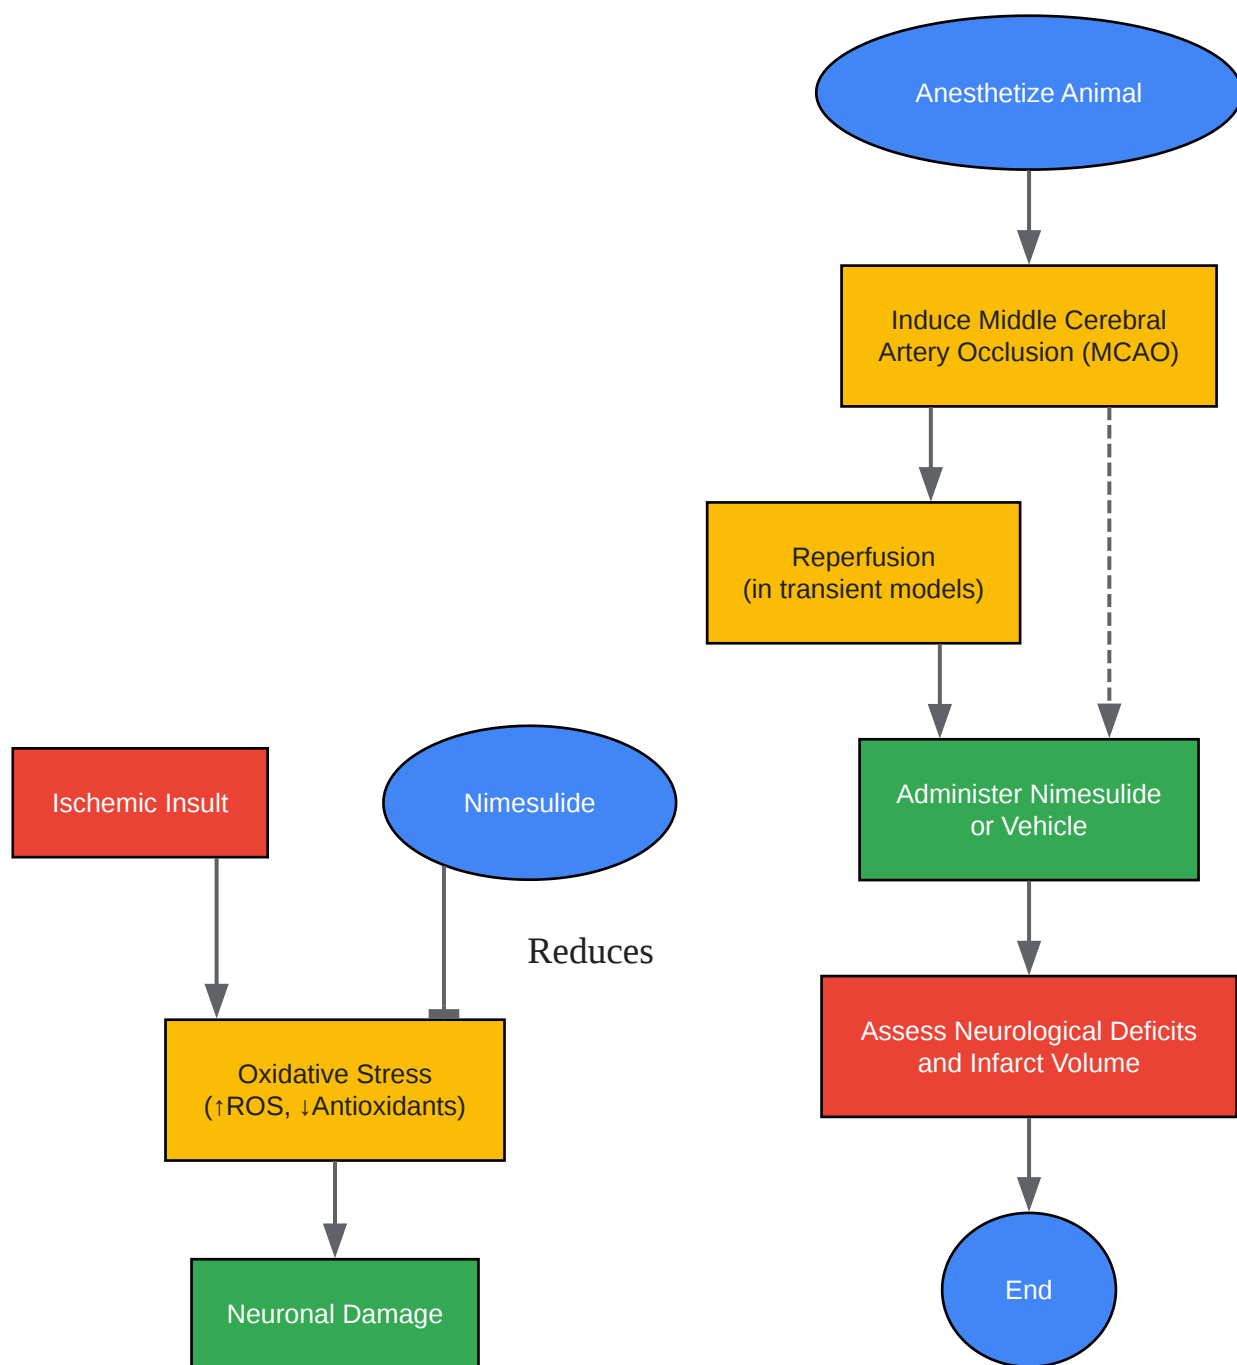 Anesthetize Animal
Induce Middle Cerebral
Artery Occlusion (MCAO)
Reperfusion
(in transient models)
Administer Nimesulide
or Vehicle
Assess Neurological Deficits
and Infarct Volume
End
Ischemic Insult
Nimesulide
Reduces
Oxidative Stress
(↑ROS, ↓Antioxidants)
Neuronal Damage